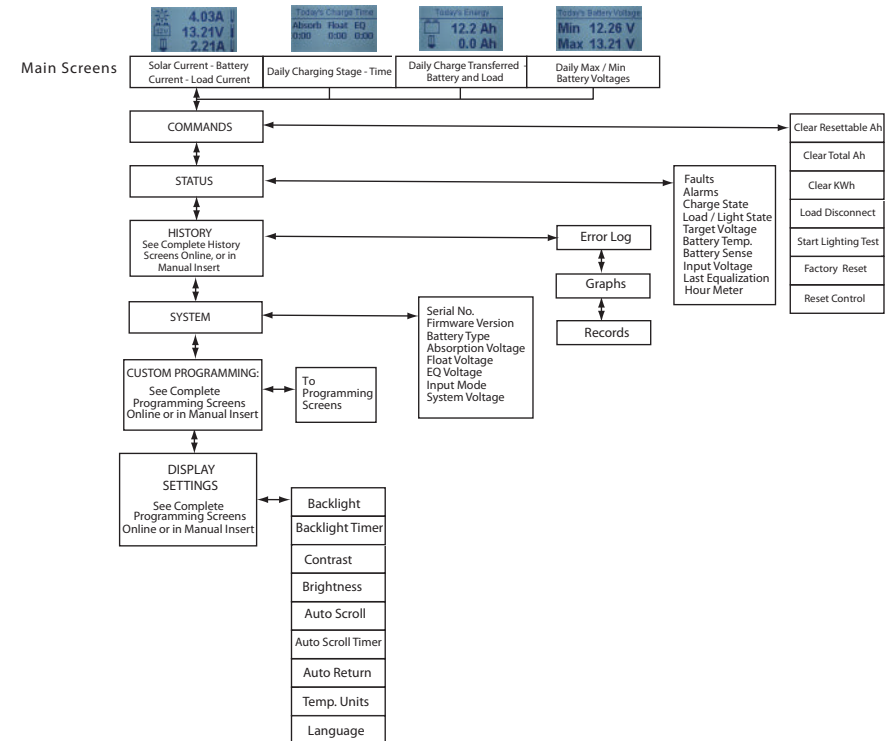 4.03A
12V 13.21V
2.21A
Today's Charge Time
Absorb Float EQ
0:00 0:00 0:00
Today's Energy
12.2 Ah
0.0 Ah
Today's Battery Voltage
Min 12.26 V
Max 13.21 V
Main Screens
Solar Current - Battery
Current - Load Current
Daily Charging Stage - Time
Daily Charge Transferred -
Battery and Load
Daily Max / Min
Battery Voltages
COMMANDS
Clear Resettable Ah
Clear Total Ah
Clear KWh
Load Disconnect
Start Lighting Test
Factory Reset
Reset Control
STATUS
Faults
Alarms
Charge State
Load / Light State
Target Voltage
Battery Temp.
Battery Sense
Input Voltage
Last Equalization
Hour Meter
HISTORY
See Complete History
Screens Online, or in
Manual Insert
Error Log
Graphs
Records
SYSTEM
Serial No.
Firmware Version
Battery Type
Absorption Voltage
Float Voltage
EQ Voltage
Input Mode
System Voltage
CUSTOM PROGRAMMING:
See Complete
Programming Screens
Online or in Manual Insert
To
Programming
Screens
DISPLAY
SETTINGS
See Complete
Programming Screens
Online or in Manual Insert
Backlight
Backlight Timer
Contrast
Brightness
Auto Scroll
Auto Scroll Timer
Auto Return
Temp. Units
Language